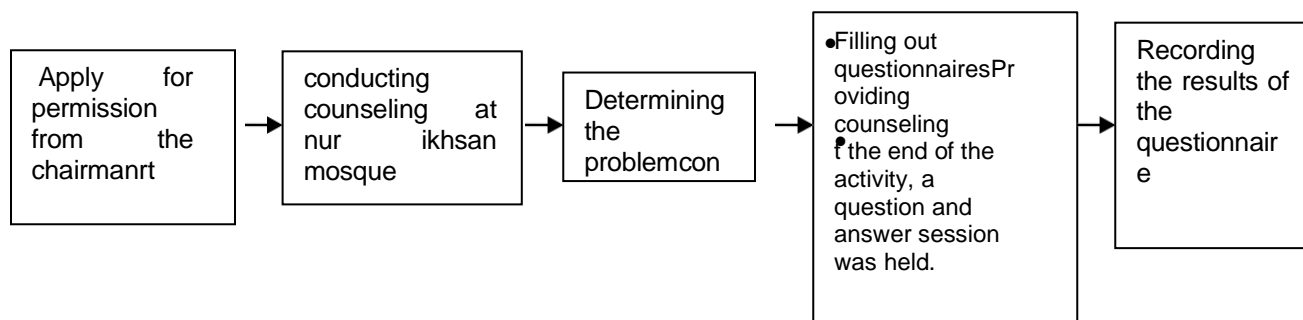 Apply for
permission
from the
chairmanrt
conducting
counseling at
nur ikhsan
mosque
Determining
the
problemcon
•Filling out
questionnairesPr
oviding
counseling
•t the end of the
activity, a
question and
answer session
was held.
Recording
the results of
the
questionnair
e